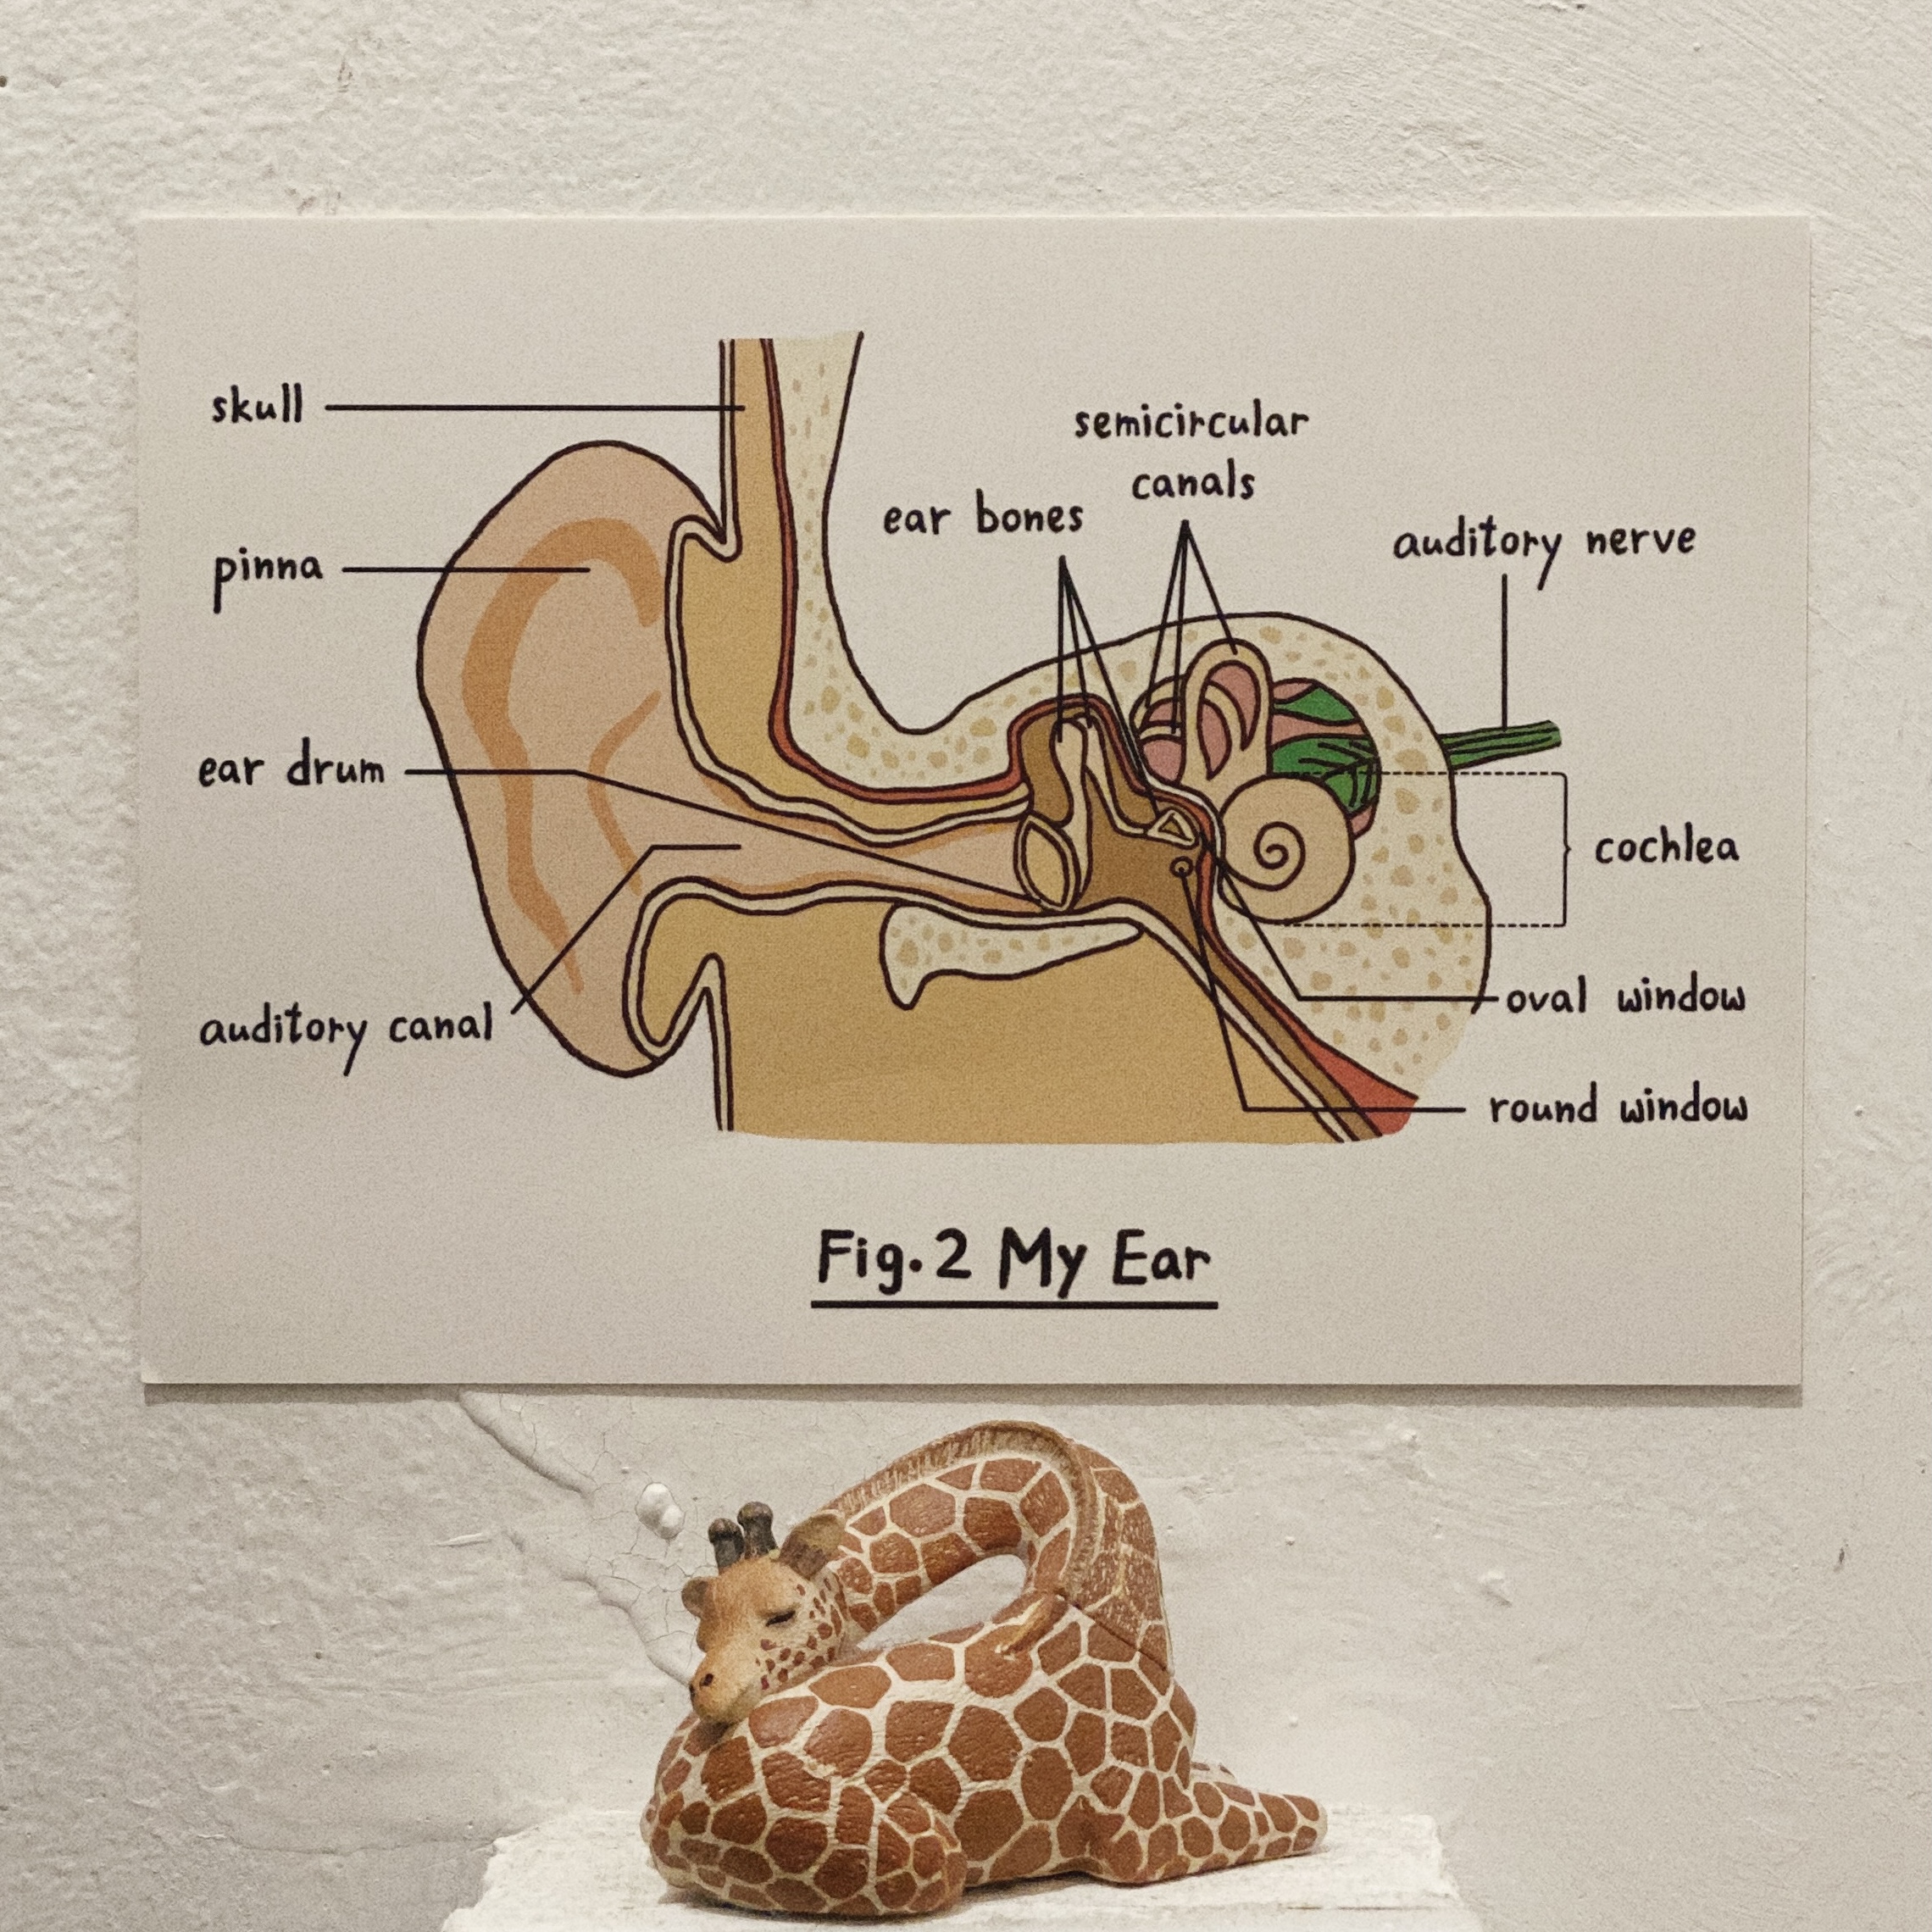 skull
semicircular
canals
ear bones
auditory nerve
pinna
ear drum
cochlea
auditory canal
oval window
round window
Fig.2 My Ear